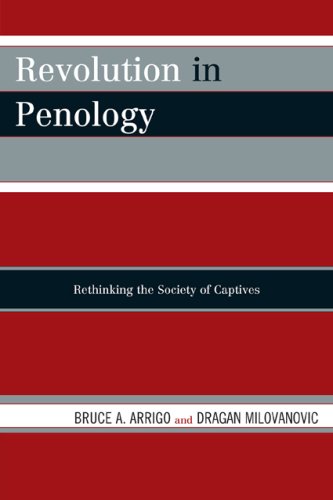 Revolution in
Penology
Rethinking the Society of Captives
BRUCE A. ARRIGO and DRAGAN MILOVANOVIC